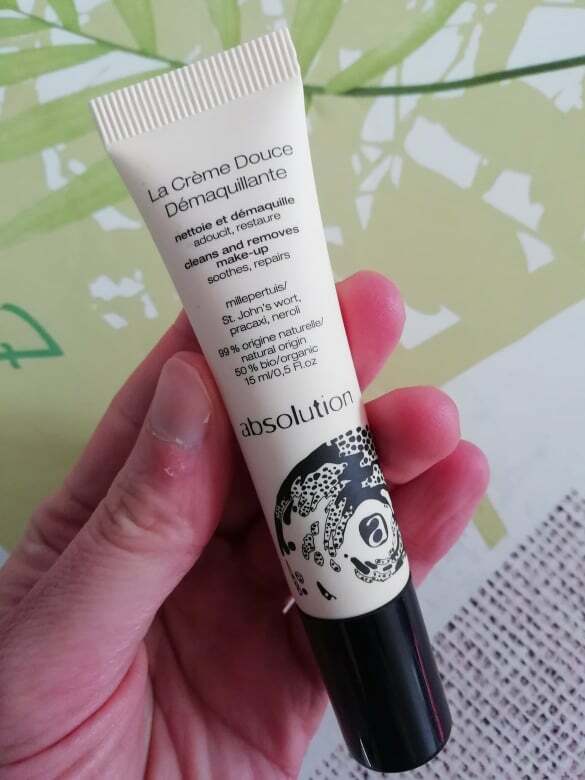 La Crème Douce
Démaquillante
nettoie et démaquille
adoucit, restaure
cleans and removes
make-up
soothes, repairs
millepertuis/
St. John's wort,
pracaxi, neroli
99% origine naturelle/
natural origin
50% bio/organic
15 ml/0,5 Fl.oz
absolution
a